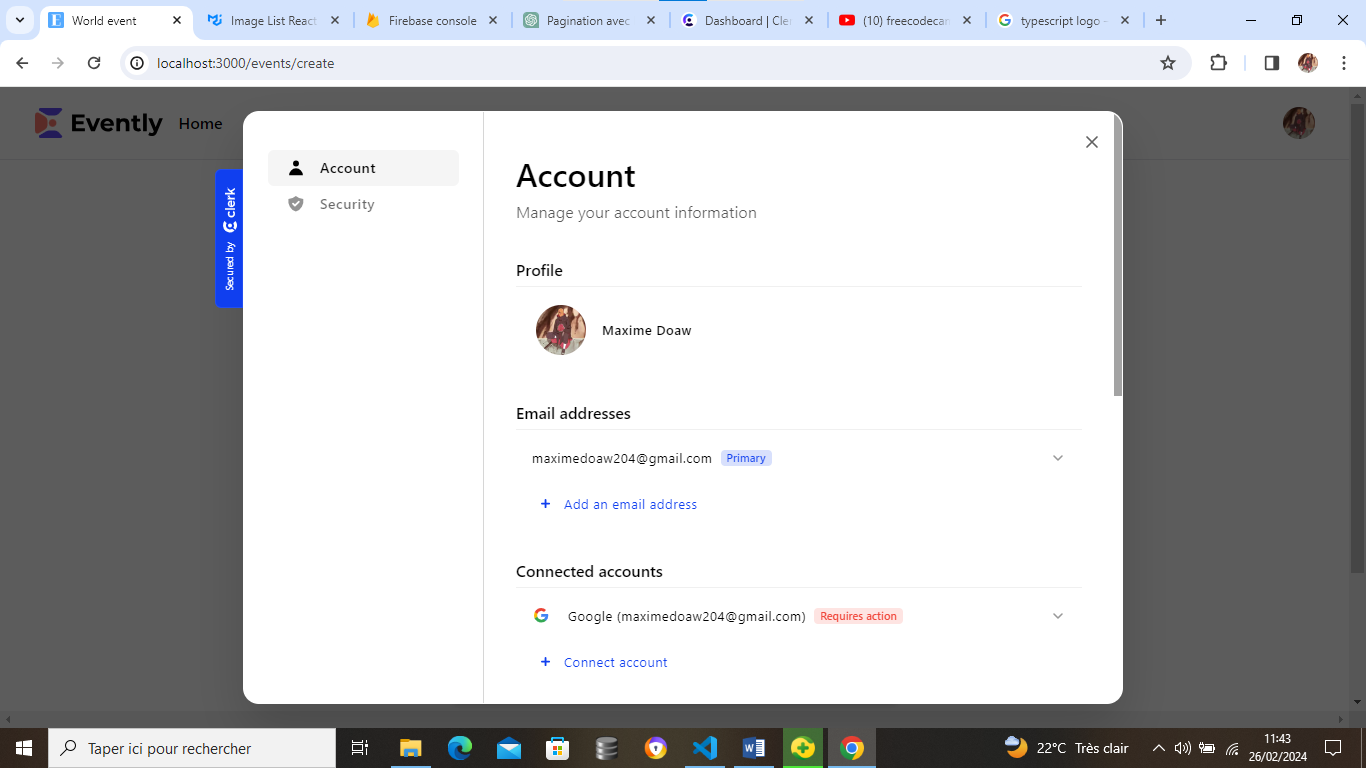 World event
Image List React
Firebase console
Pagination avec
Dashboard | Cle
(10) freecodecam
typescript logo -
localhost:3000/events/create
Evently
Home
Secured by clerk
Account
Security
Account
Manage your account information
Profile
Maxime Doaw
Email addresses
maximedoaw204@gmail.com Primary
+ Add an email address
Connected accounts
Google (maximedoaw204@gmail.com) Requires action
+ Connect account
Taper ici pour rechercher
22°C Très clair
11:43
26/02/2024